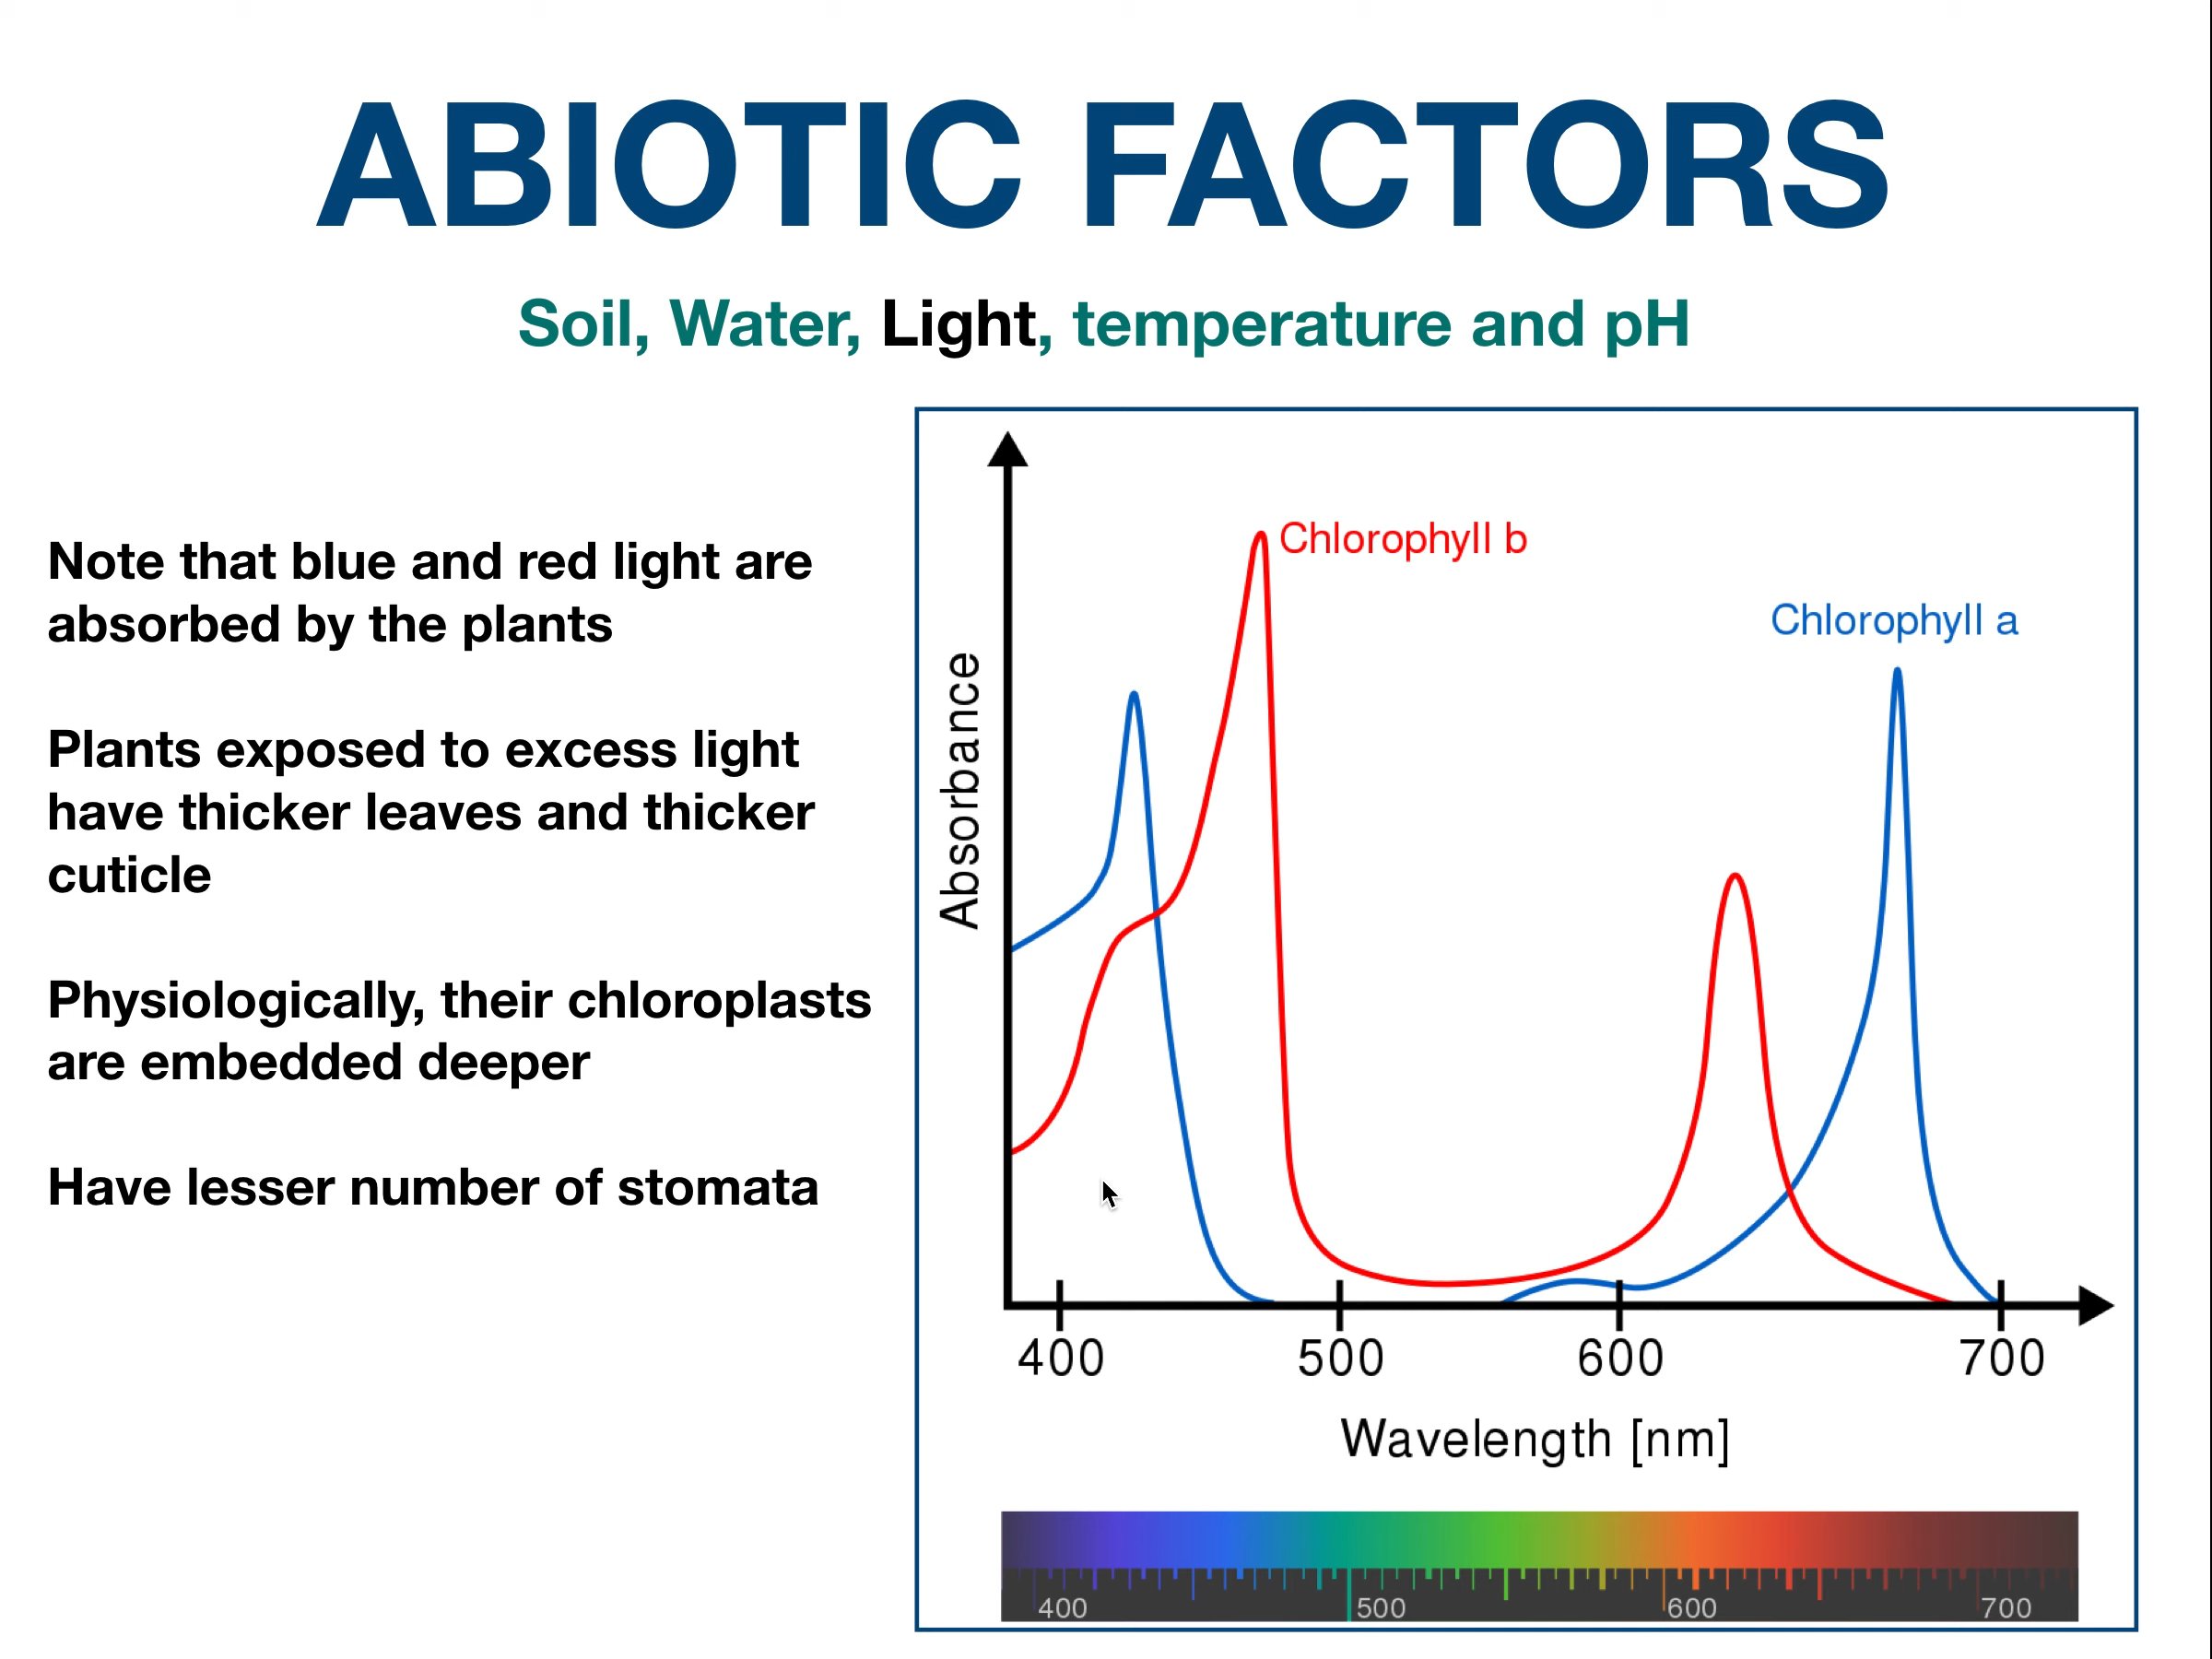 ABIOTIC FACTORS
Soil, Water, Light, temperature and pH
Note that blue and red light are
absorbed by the plants
Plants exposed to excess light
have thicker leaves and thicker
cuticle
Physiologically, their chloroplasts
are embedded deeper
Have lesser number of stomata
Absorbance
Chlorophyll b
Chlorophyll a
400 500 600 700
Wavelength [nm]
400 500 600 700